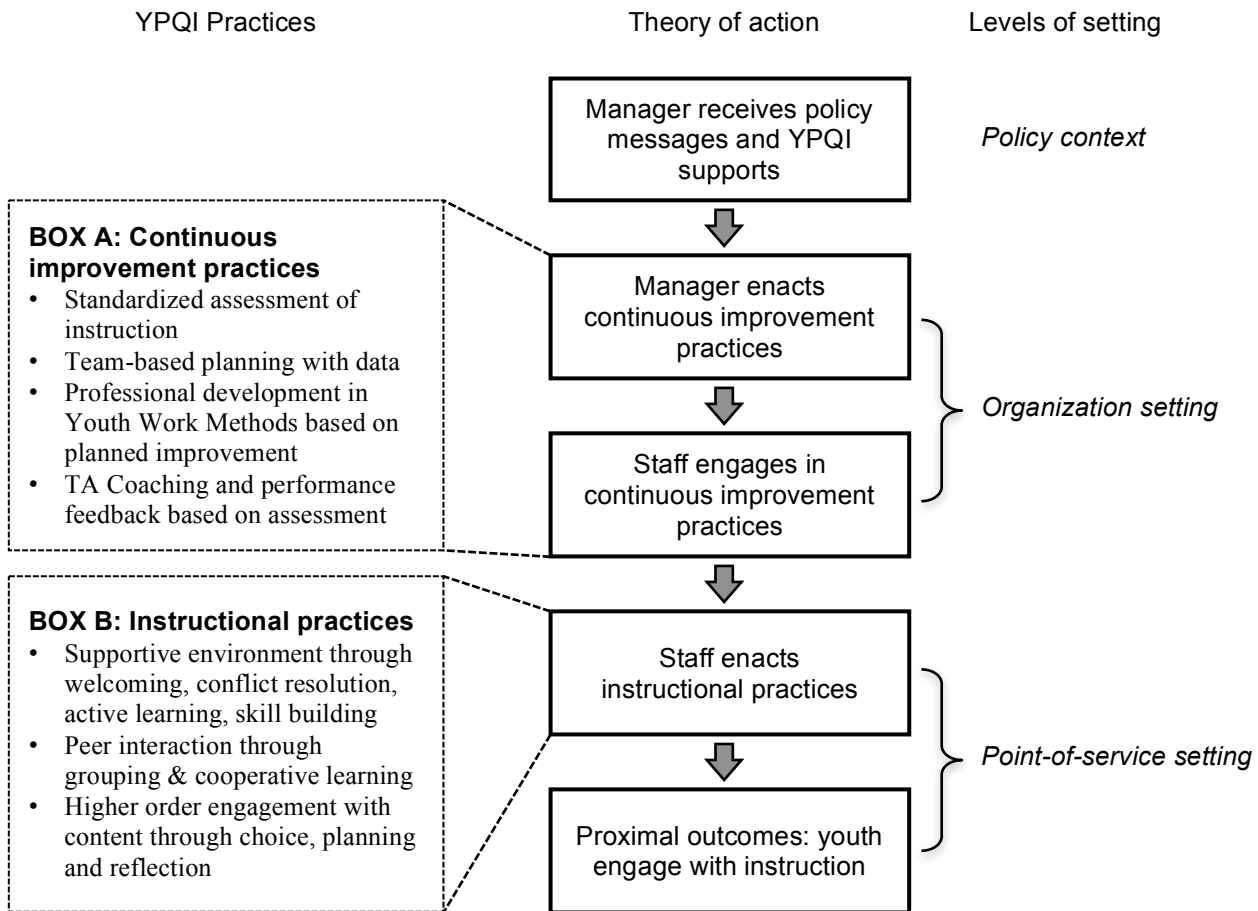 YPQI Practices
Theory of action
Levels of setting
Manager receives policy
messages and YPQI
supports
Policy context
BOX A: Continuous
improvement practices
• Standardized assessment of
instruction
• Team-based planning with data
• Professional development in
Youth Work Methods based on
planned improvement
• TA Coaching and performance
feedback based on assessment
Manager enacts
continuous improvement
practices
Staff engages in
continuous improvement
practices
Organization setting
BOX B: Instructional practices
• Supportive environment through
welcoming, conflict resolution,
active learning, skill building
• Peer interaction through
grouping & cooperative learning
• Higher order engagement with
content through choice, planning
and reflection
Staff enacts
instructional practices
Proximal outcomes: youth
engage with instruction
Point-of-service setting